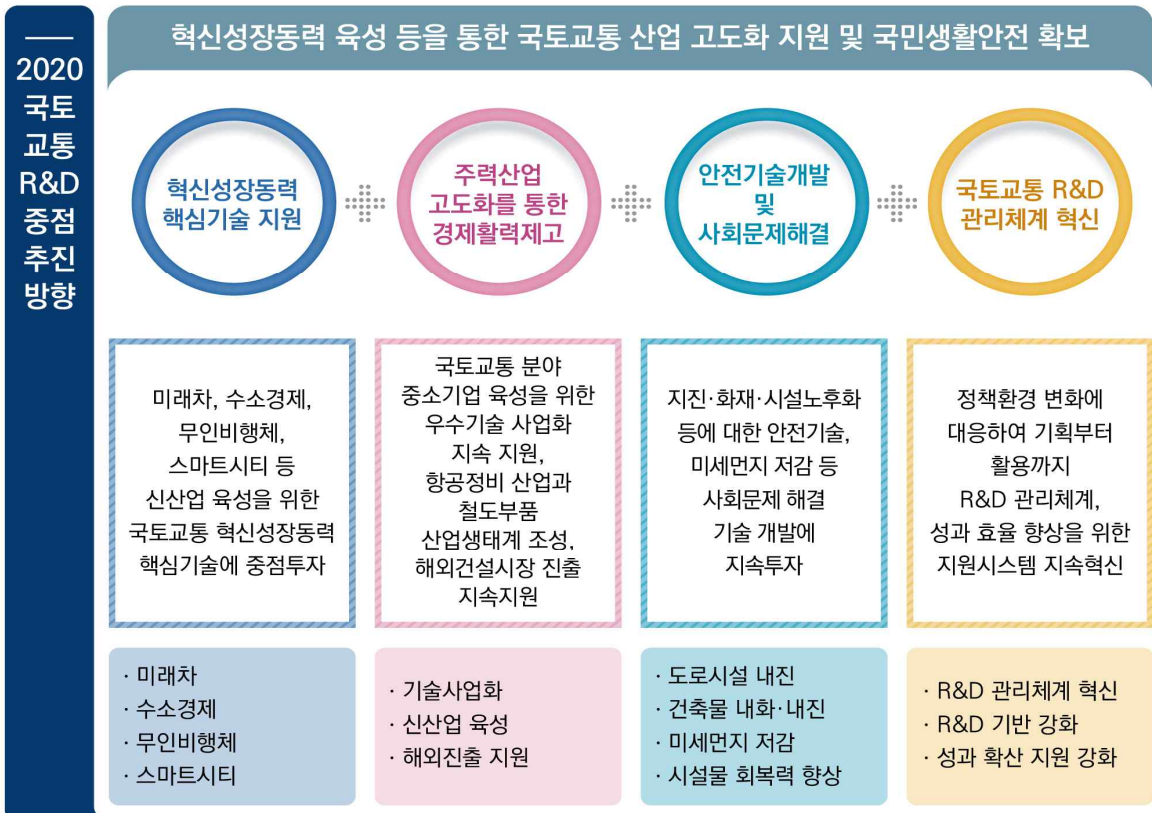 2020
국토
교통
R&D
중점
추진
방향
혁신성장동력 육성 등을 통한 국토교통 산업 고도화 지원 및 국민생활안전 확보
혁신성장동력
핵심기술 지원
주력산업
고도화를 통한
경제활력제고
안전기술개발
및
사회문제해결
국토교통 R&D
관리체계 혁신
미래차, 수소경제,
무인비행체,
스마트시티 등
신산업 육성을 위한
국토교통 혁신성장동력
핵심기술에 중점투자
국토교통 분야
중소기업 육성을 위한
우수기술 사업화
지속 지원,
항공정비 산업과
철도부품
산업생태계 조성,
해외건설시장 진출
지속지원
지진·화재·시설노후화
등에 대한 안전기술,
미세먼지 저감 등
사회문제 해결
기술 개발에
지속투자
정책환경 변화에
대응하여 기획부터
활용까지
R&D 관리체계,
성과 효율 향상을 위한
지원시스템 지속혁신
· 미래차
· 수소경제
· 무인비행체
· 스마트시티
· 기술사업화
· 신산업 육성
· 해외진출 지원
· 도로시설 내진
· 건축물 내화·내진
· 미세먼지 저감
· 시설물 회복력 향상
· R&D 관리체계 혁신
· R&D 기반 강화
· 성과 확산 지원 강화